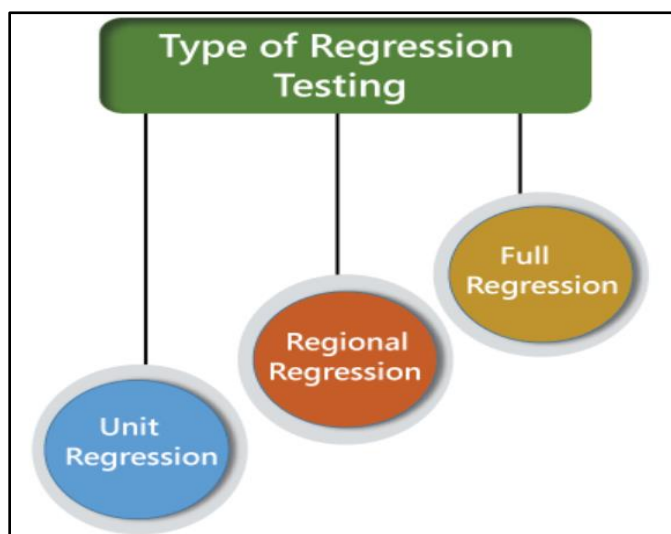 Type of Regression
Testing
Full
Regression
Regional
Regression
Unit
Regression